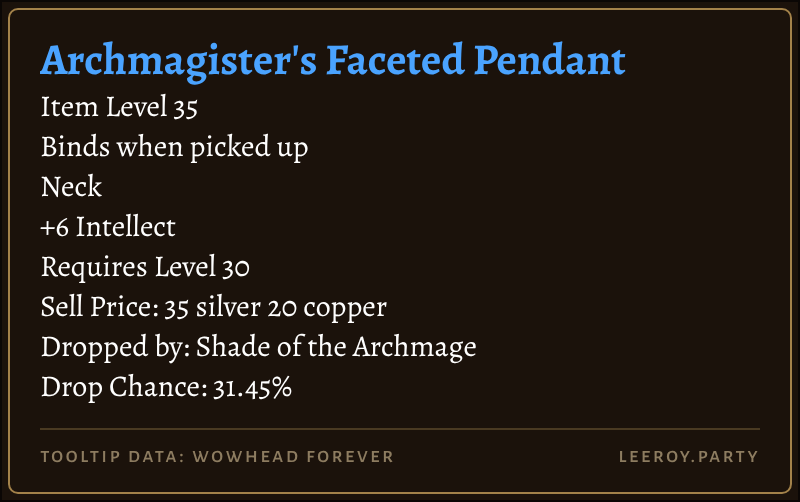 Archmagister's Faceted Pendant
Item Level 35
Binds when picked up
Neck
+6 Intellect
Requires Level 30
Sell Price: 35 silver 20 copper
Dropped by: Shade of the Archmage
Drop Chance: 31.45%
TOOLTIP DATA: WOWHEAD FOREVER
LEEROY.PARTY